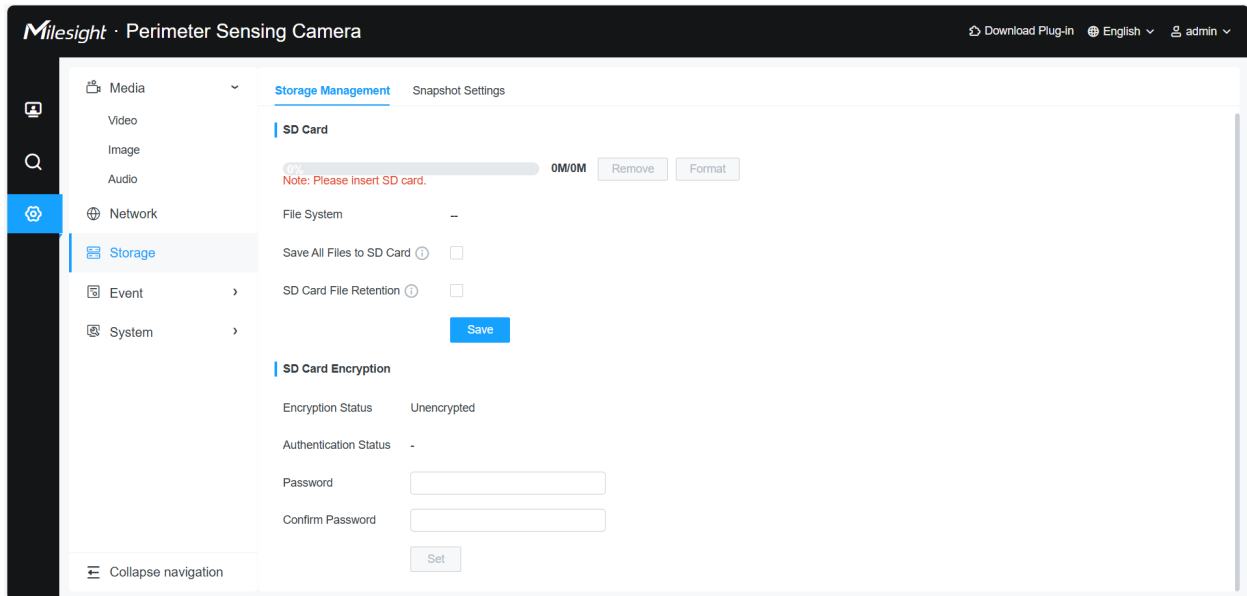 Milesight · Perimeter Sensing Camera
Download Plug-in English admin
Media
Video
Image
Audio
Network
Storage
Event
System
Collapse navigation
Storage Management Snapshot Settings
SD Card
0% 0M/0M Remove Format
Note: Please insert SD card.
File System --
Save All Files to SD Card
SD Card File Retention
Save
SD Card Encryption
Encryption Status Unencrypted
Authentication Status -
Password
Confirm Password
Set